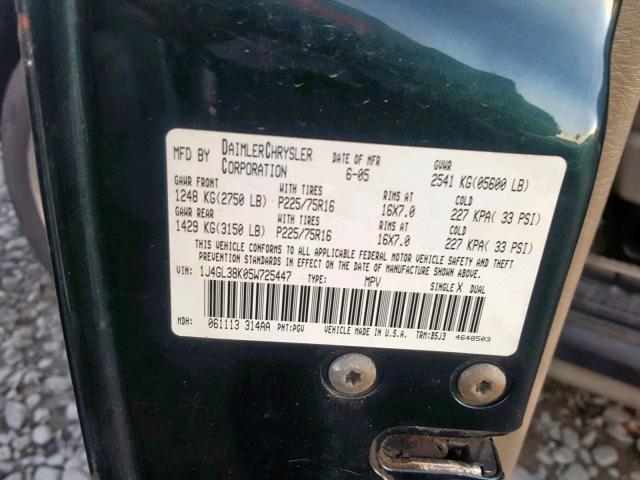 MFD BY DAIMLERCHRYSLER CORPORATION DATE OF MFR 6-05 GVWR 2541 KG(05600 LB)
GAWR FRONT WITH TIRES RIMS AT COLD
1248 KG(2750 LB) P225/75R16 16X7.0 227 KPA( 33 PSI)
GAWR REAR WITH TIRES RIMS AT COLD
1429 KG(3150 LB) P225/75R16 16X7.0 227 KPA( 33 PSI)
THIS VEHICLE CONFORMS TO ALL APPLICABLE FEDERAL MOTOR VEHICLE SAFETY AND THEFT
PREVENTION STANDARDS IN EFFECT ON THE DATE OF MANUFACTURE SHOWN ABOVE.
VIN: 1J4GL38K05W725447 TYPE: MPV SINGLE X DUAL
MDH: 061113 314AA PNT:PGV VEHICLE MADE IN U.S.A. TRM:B5J3 4648503